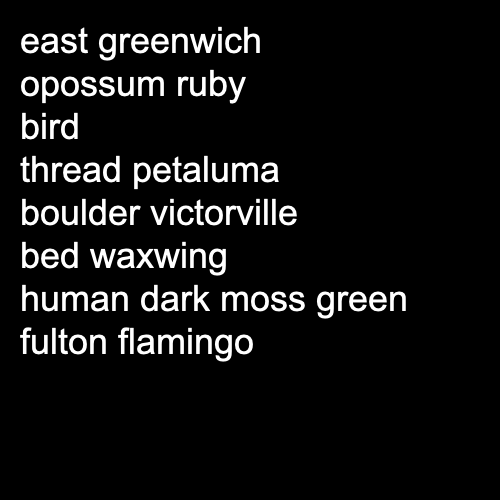 east greenwich
opossum ruby
bird
thread petaluma
boulder victorville
bed waxwing
human dark moss green
fulton flamingo